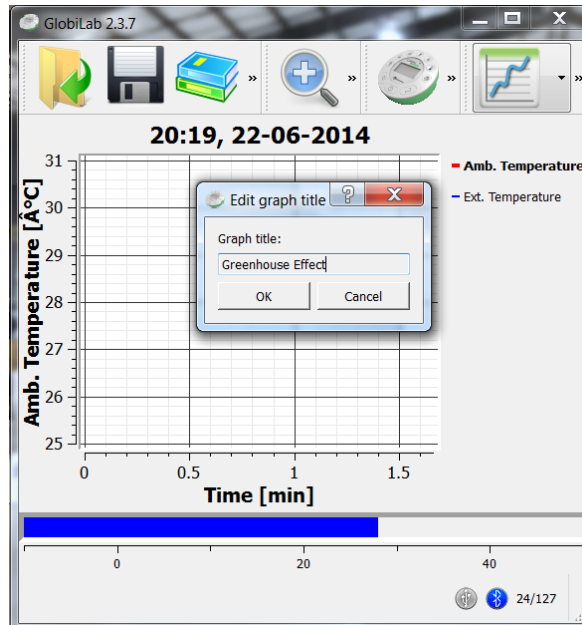 GlobiLab 2.3.7
»
»
»
»
20:19, 22-06-2014
Amb. Temperature [Â°C]
31
30
29
28
27
26
25
0 0.5 1 1.5
Time [min]
Amb. Temperature
Ext. Temperature
Edit graph title
Graph title:
Greenhouse Effect
OK Cancel
0 20 40
24/127